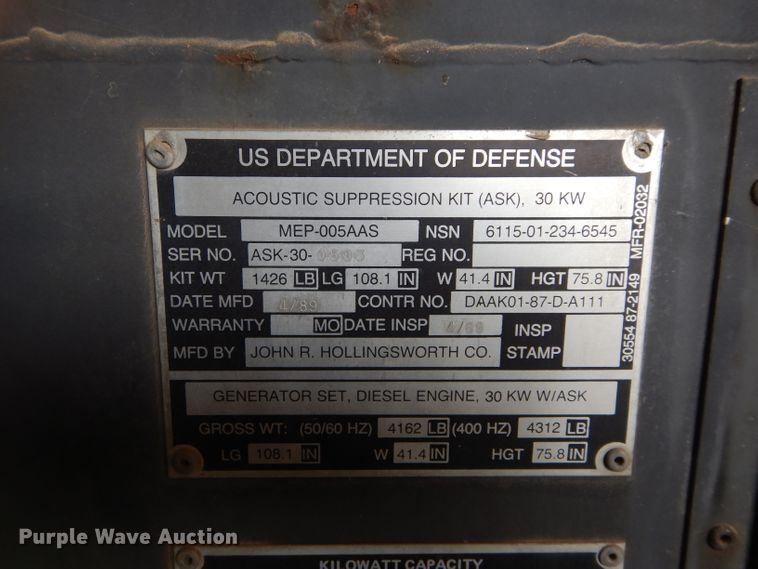 US DEPARTMENT OF DEFENSE
ACOUSTIC SUPPRESSION KIT (ASK), 30 KW
MODEL MEP-005AAS NSN 6115-01-234-6545
SER NO. ASK-30- REG NO.
KIT WT 1426 LB LG 108.1 IN W 41.4 IN HGT 75.8 IN
DATE MFD 4/89 CONTR NO. DAAK01-87-D-A111
WARRANTY MO DATE INSP 4/89 INSP STAMP
MFD BY JOHN R. HOLLINGSWORTH CO.
30554 87-2149 MFR-02032
GENERATOR SET, DIESEL ENGINE, 30 KW W/ASK
GROSS WT: (50/60 HZ) 4162 LB (400 HZ) 4312 LB
LG 108.1 IN W 41.4 IN HGT 75.8 IN
Purple Wave Auction
KILOWATT CAPACITY